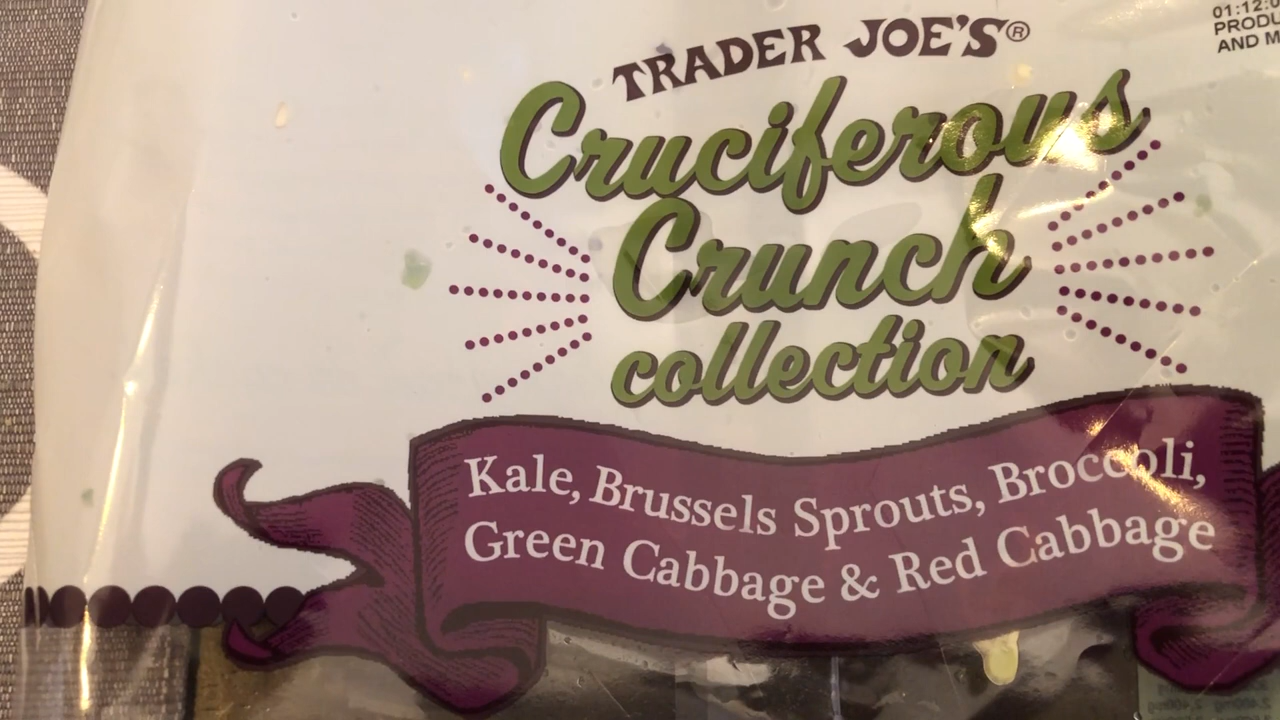 TRADER JOE'S®
Cruciferous
Crunch
collection
Kale, Brussels Sprouts, Broccoli,
Green Cabbage & Red Cabbage